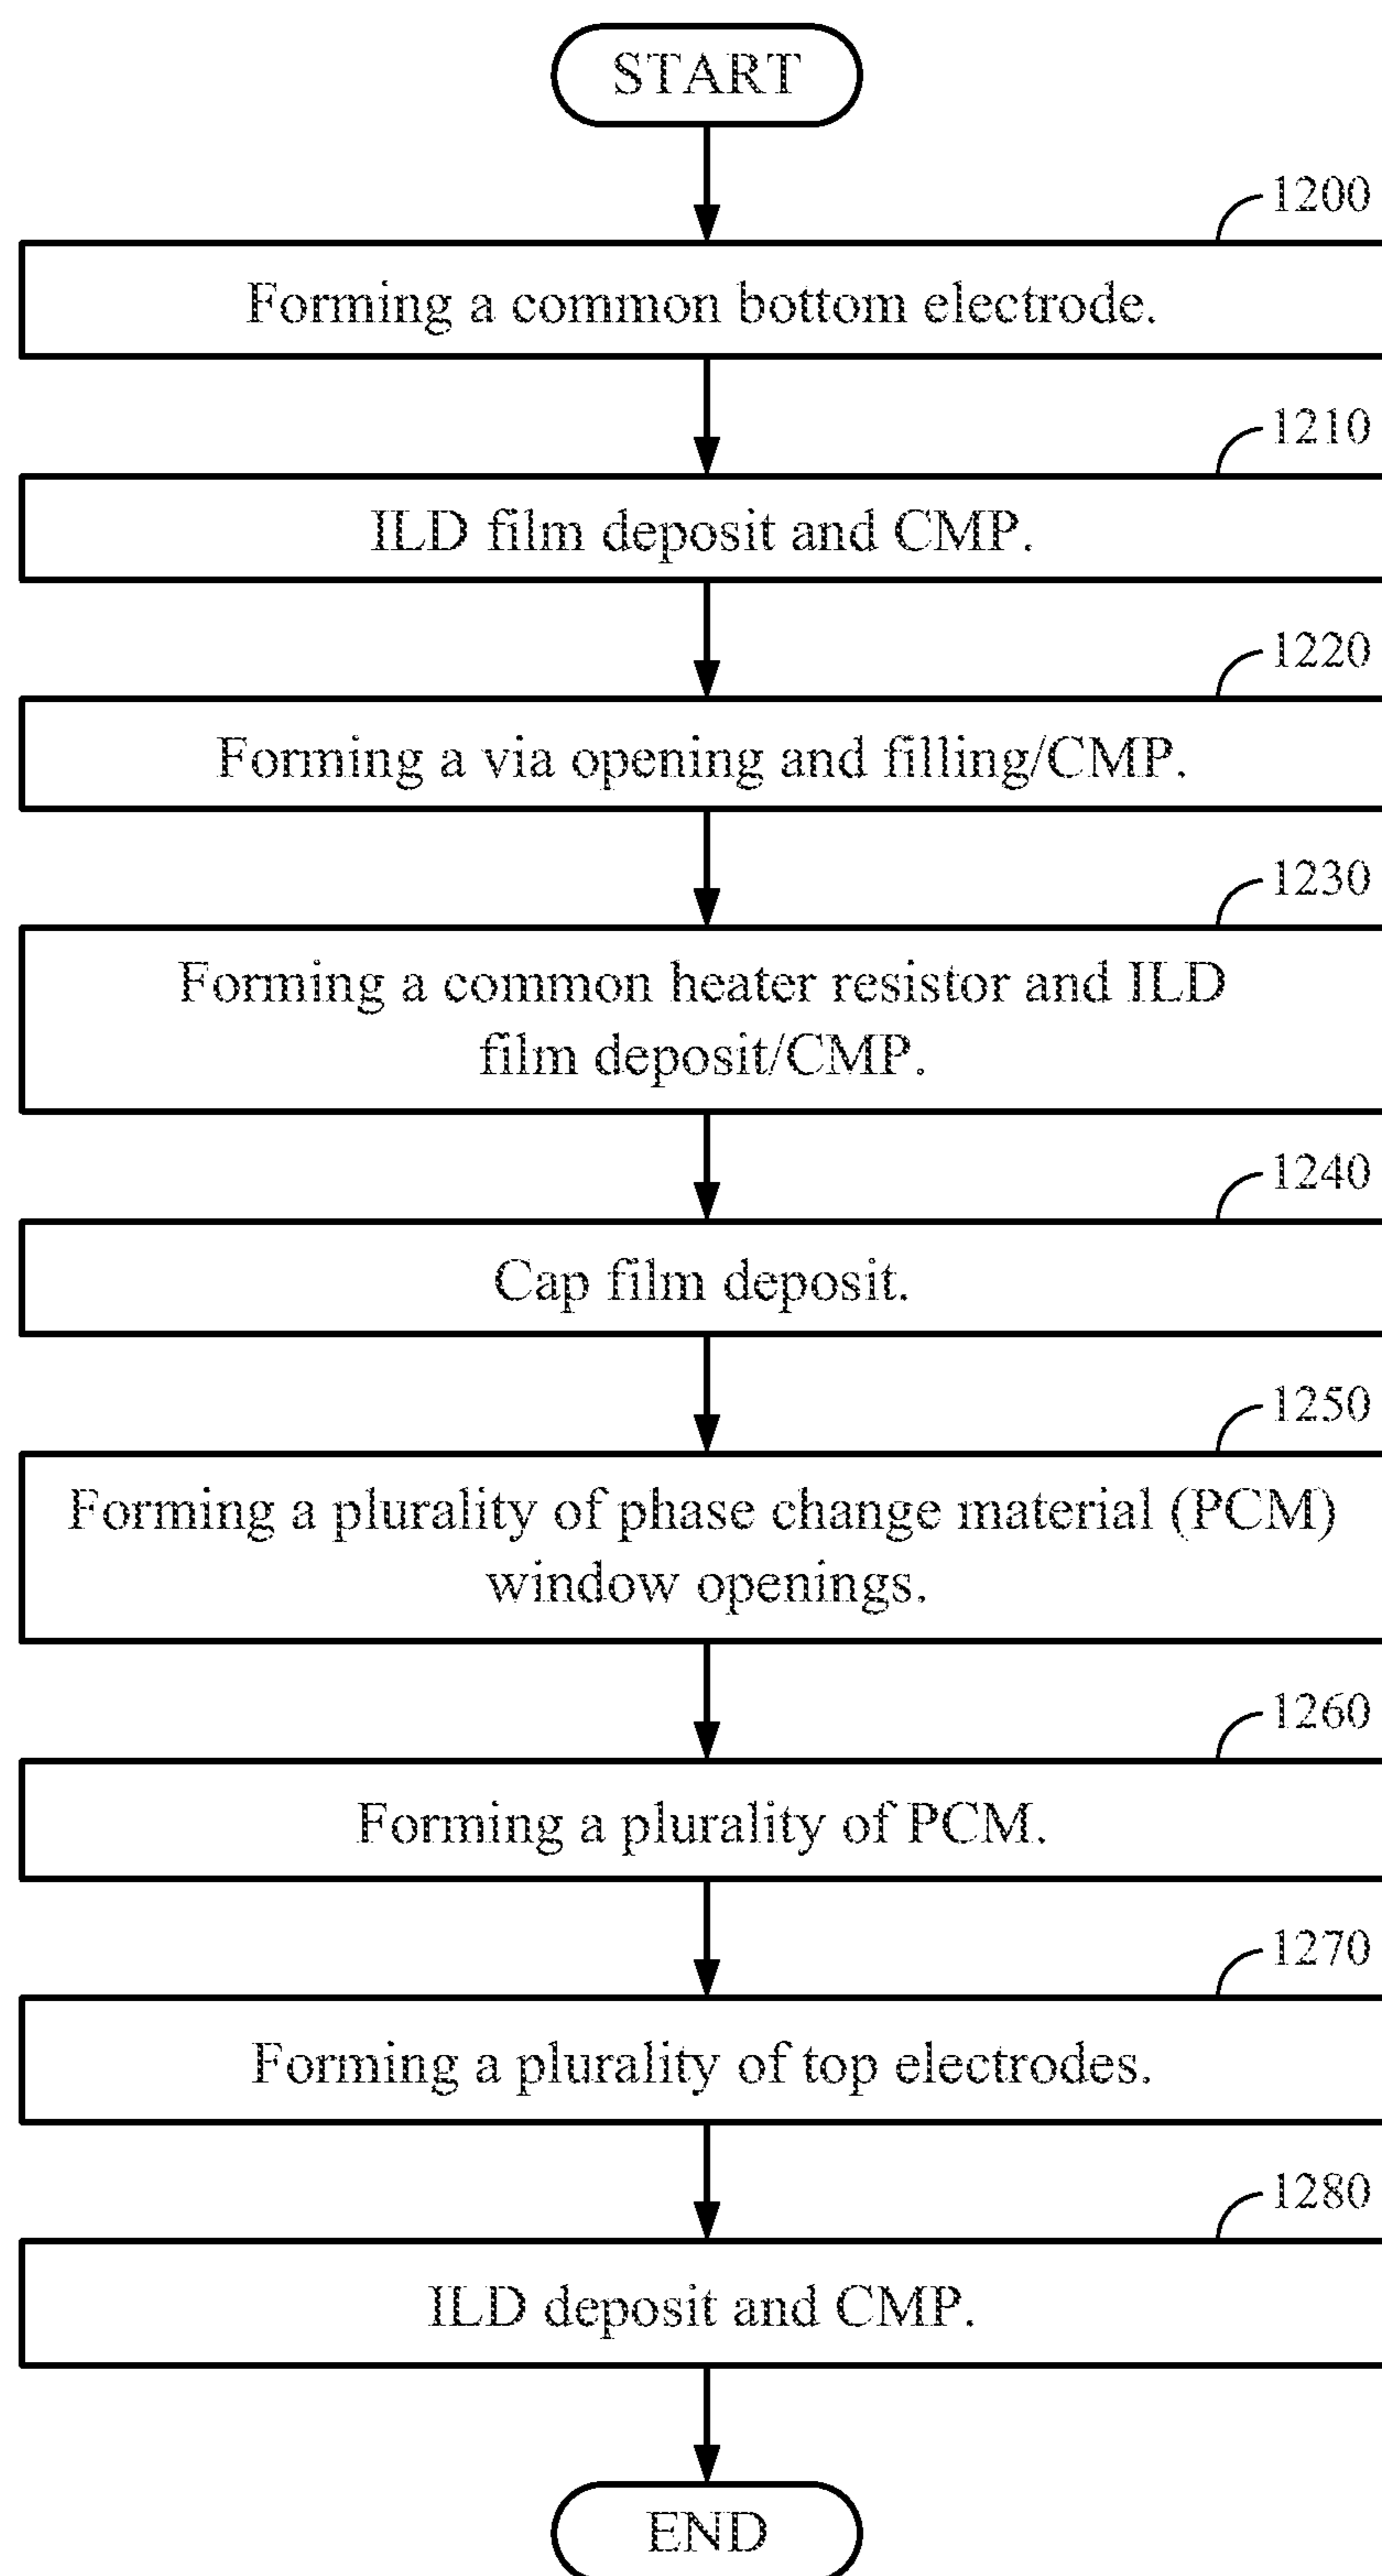 START
1200
Forming a common bottom electrode.
1210
ILD film deposit and CMP.
1220
Forming a via opening and filling/CMP.
1230
Forming a common heater resistor and ILD
film deposit/CMP.
1240
Cap film deposit.
1250
Forming a plurality of phase change material (PCM)
window openings.
1260
Forming a plurality of PCM.
1270
Forming a plurality of top electrodes.
1280
ILD deposit and CMP.
END